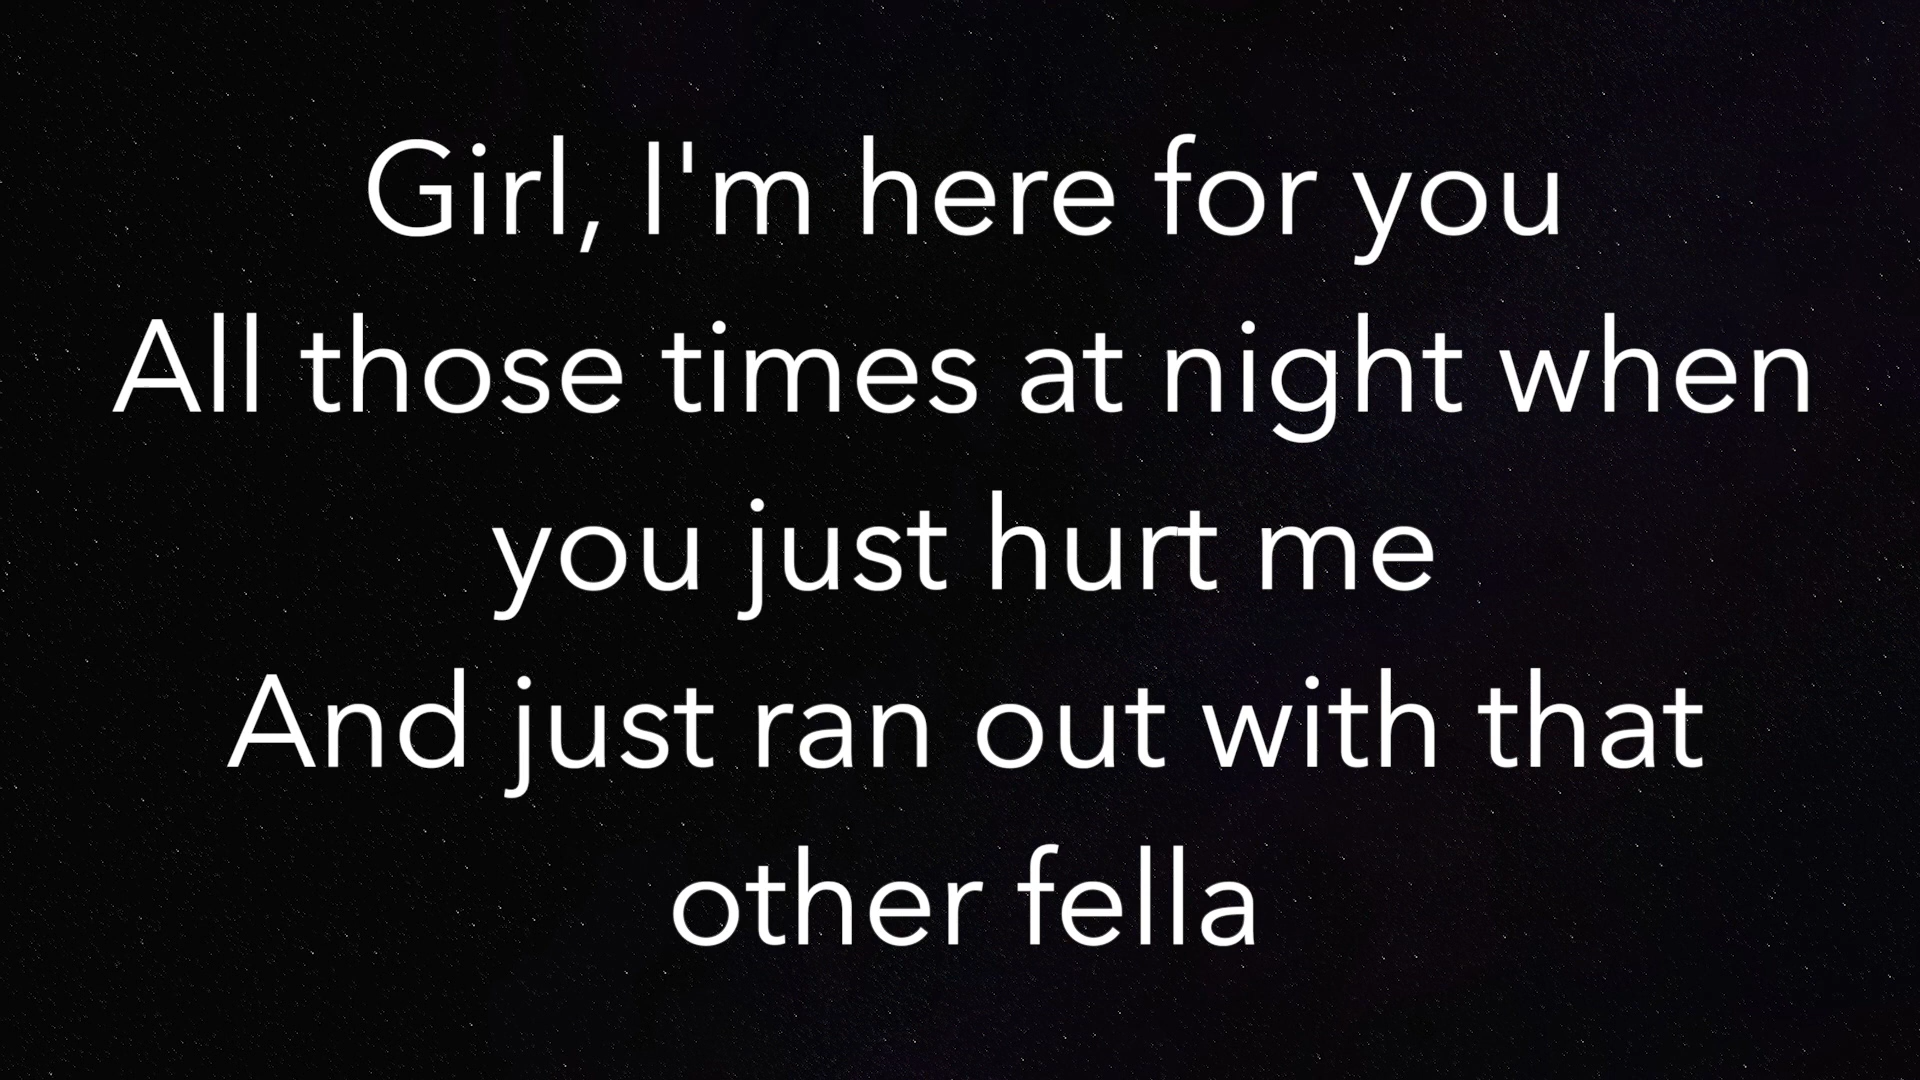 Girl, I'm here for you
All those times at night when
you just hurt me
And just ran out with that
other fella